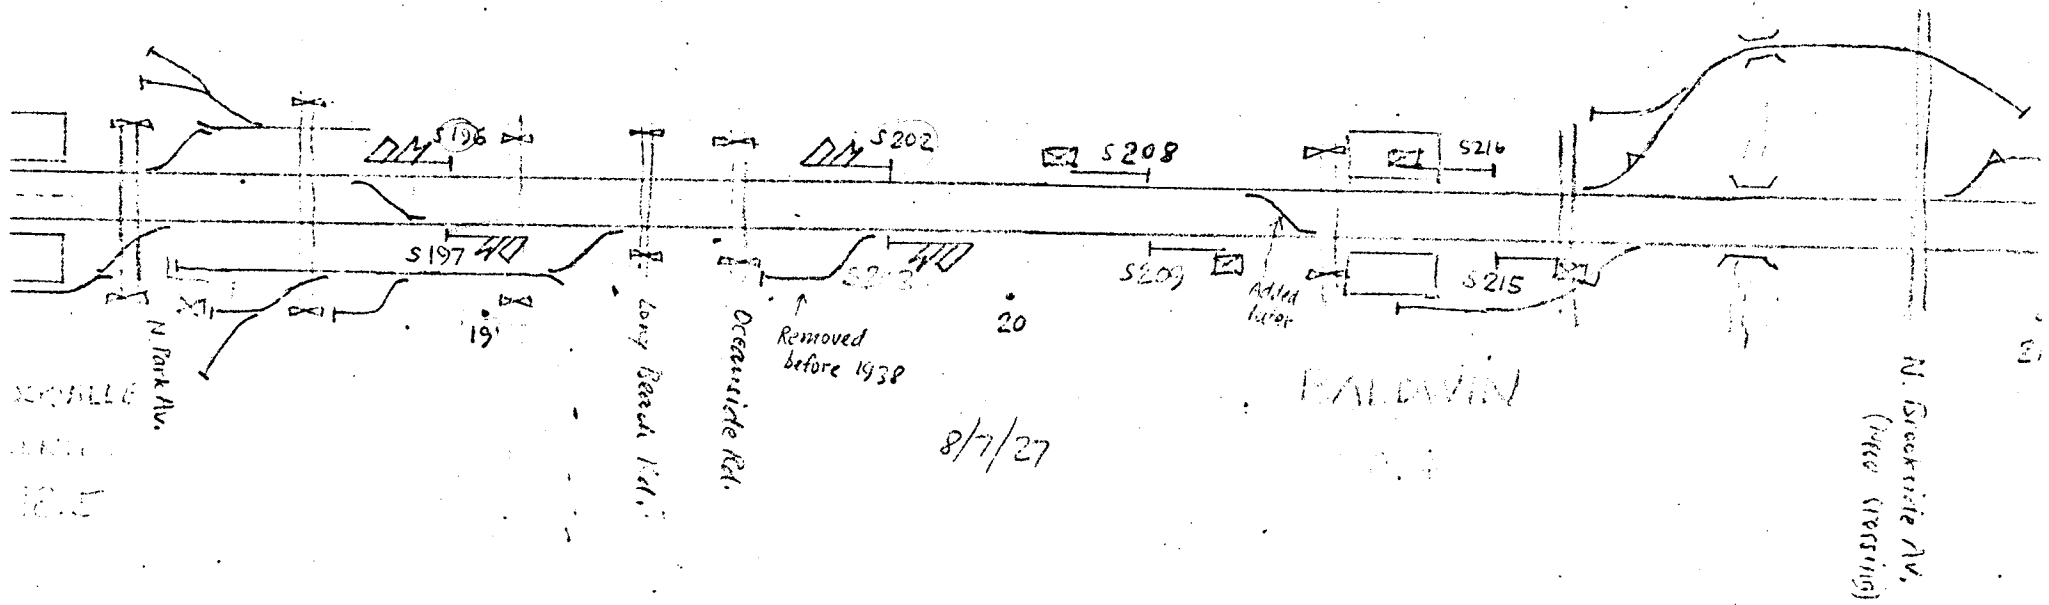 S196
S202
S208
S216
S197
S209
S215
19
20
N. Park Av.
Long Beach Rd.
Oceanside Rd.
Removed
before 1938
Added
later
8/7/27
BALDWIN
N. Brookside Av.